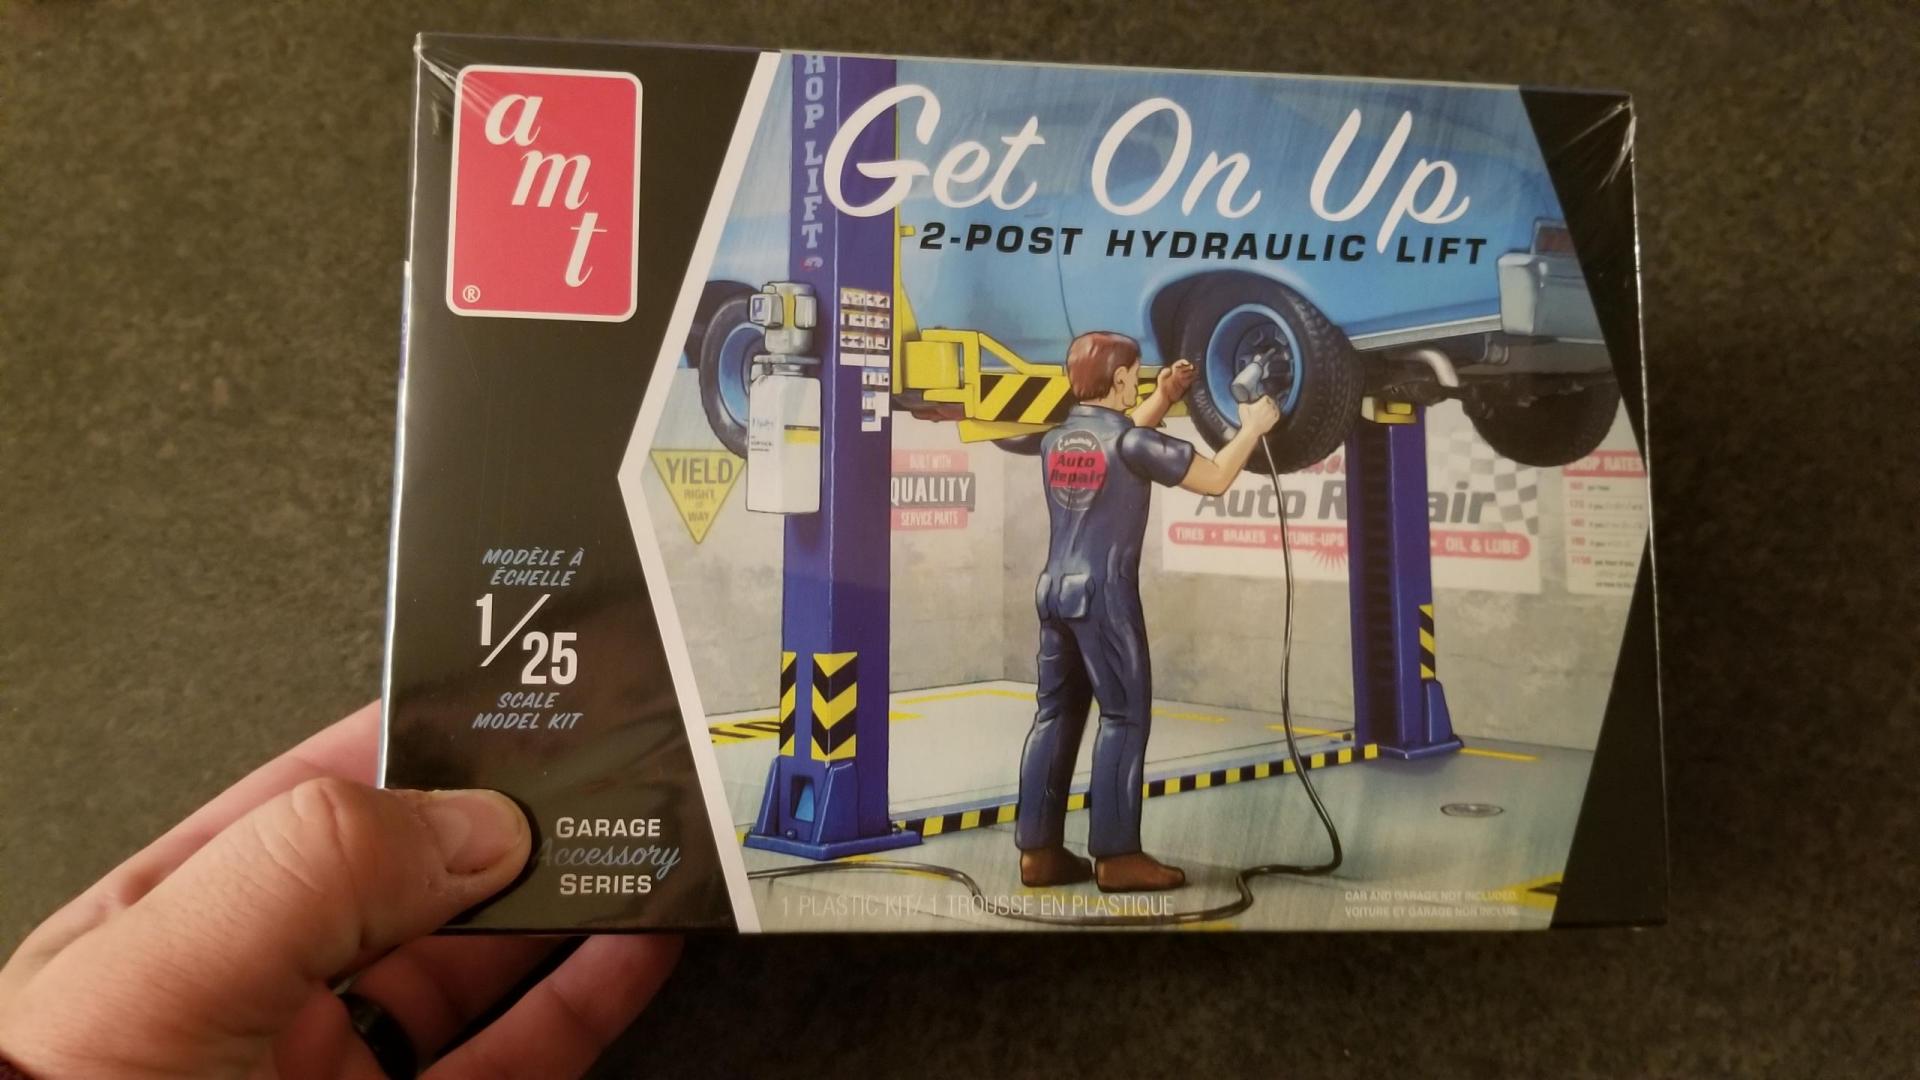 amt
®
MODÈLE À
ÉCHELLE
1/25
SCALE
MODEL KIT
GARAGE
Accessory
SERIES
HOP LIFT
Get On Up
2-POST HYDRAULIC LIFT
YIELD
RIGHT
OF
WAY
BUILT WITH
QUALITY
SERVICE PARTS
Auto
Repair
Auto R air
TIRES • BRAKES • TUNE-UPS • OIL & LUBE
HOP RATES
1 PLASTIC KIT/ 1 TROUSSE EN PLASTIQUE
CAR AND GARAGE NOT INCLUDED.
VOITURE ET GARAGE NON INCLUS.